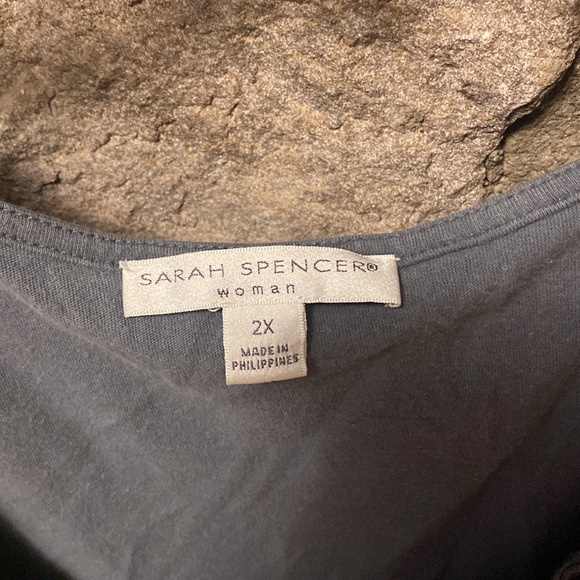 SARAH SPENCER®
woman
2X
MADE IN
PHILIPPINES